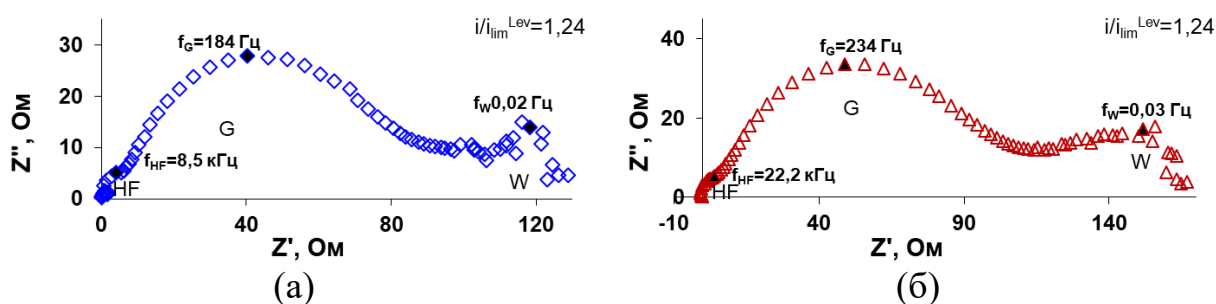 i/i_lim^Lev=1,24
f_G=184 Гц
f_W0,02 Гц
f_HF=8,5 кГц
G
HF
W
Z'', Ом
30
20
10
0
0
40
80
120
Z', Ом
(а)
i/i_lim^Lev=1,24
f_G=234 Гц
f_W=0,03 Гц
f_HF=22,2 кГц
G
HF
W
Z'', Ом
40
20
0
-10
40
90
140
Z', Ом
(б)